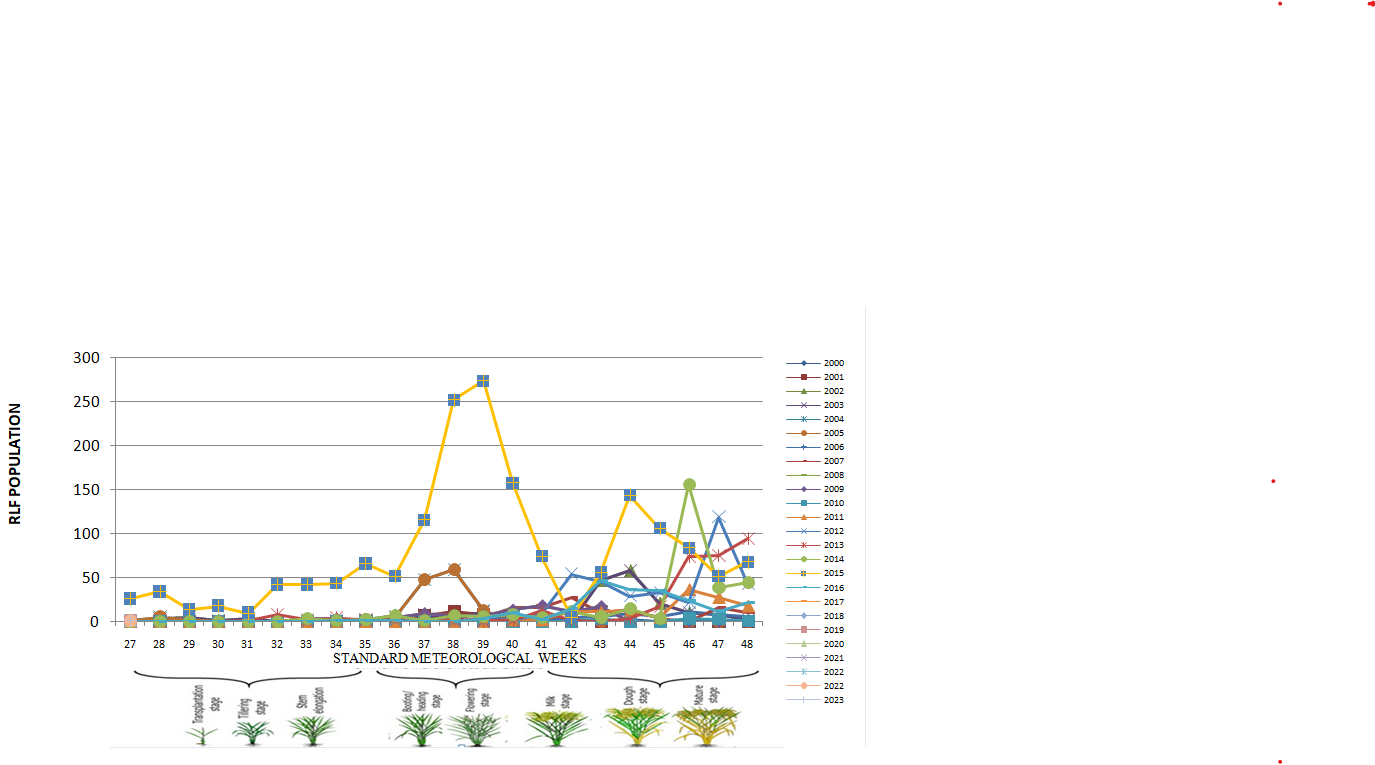 RLF POPULATION
300
250
200
150
100
50
0
27 28 29 30 31 32 33 34 35 36 37 38 39 40 41 42 43 44 45 46 47 48
STANDARD METEOROLOGCAL WEEKS
Transplantation stage
Tilering stage
Stem elongation
Booting/ heading stage
Flowering stage
Milk stage
Dough stage
Mature stage
2000
2001
2002
2003
2004
2005
2006
2007
2008
2009
2010
2011
2012
2013
2014
2015
2016
2017
2018
2019
2020
2021
2022
2022
2023